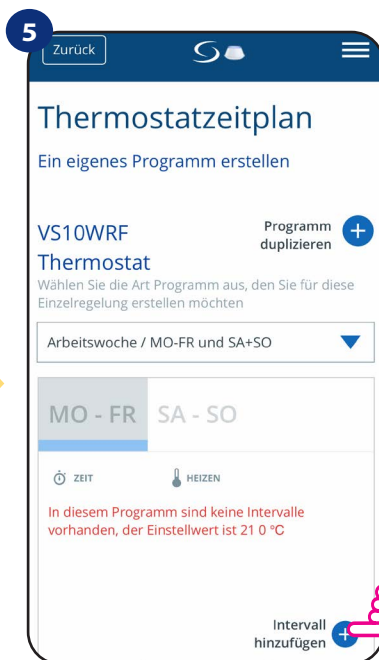 5
Zurück
Thermostatzeitplan
Ein eigenes Programm erstellen
VS10WRF
Thermostat
Programm
duplizieren
Wählen Sie die Art Programm aus, den Sie für diese
Einzelregelung erstellen möchten
Arbeitswoche / MO-FR und SA+SO
MO - FR SA - SO
ZEIT HEIZEN
In diesem Programm sind keine Intervalle
vorhanden, der Einstellwert ist 21 0 °C
Intervall
hinzufügen